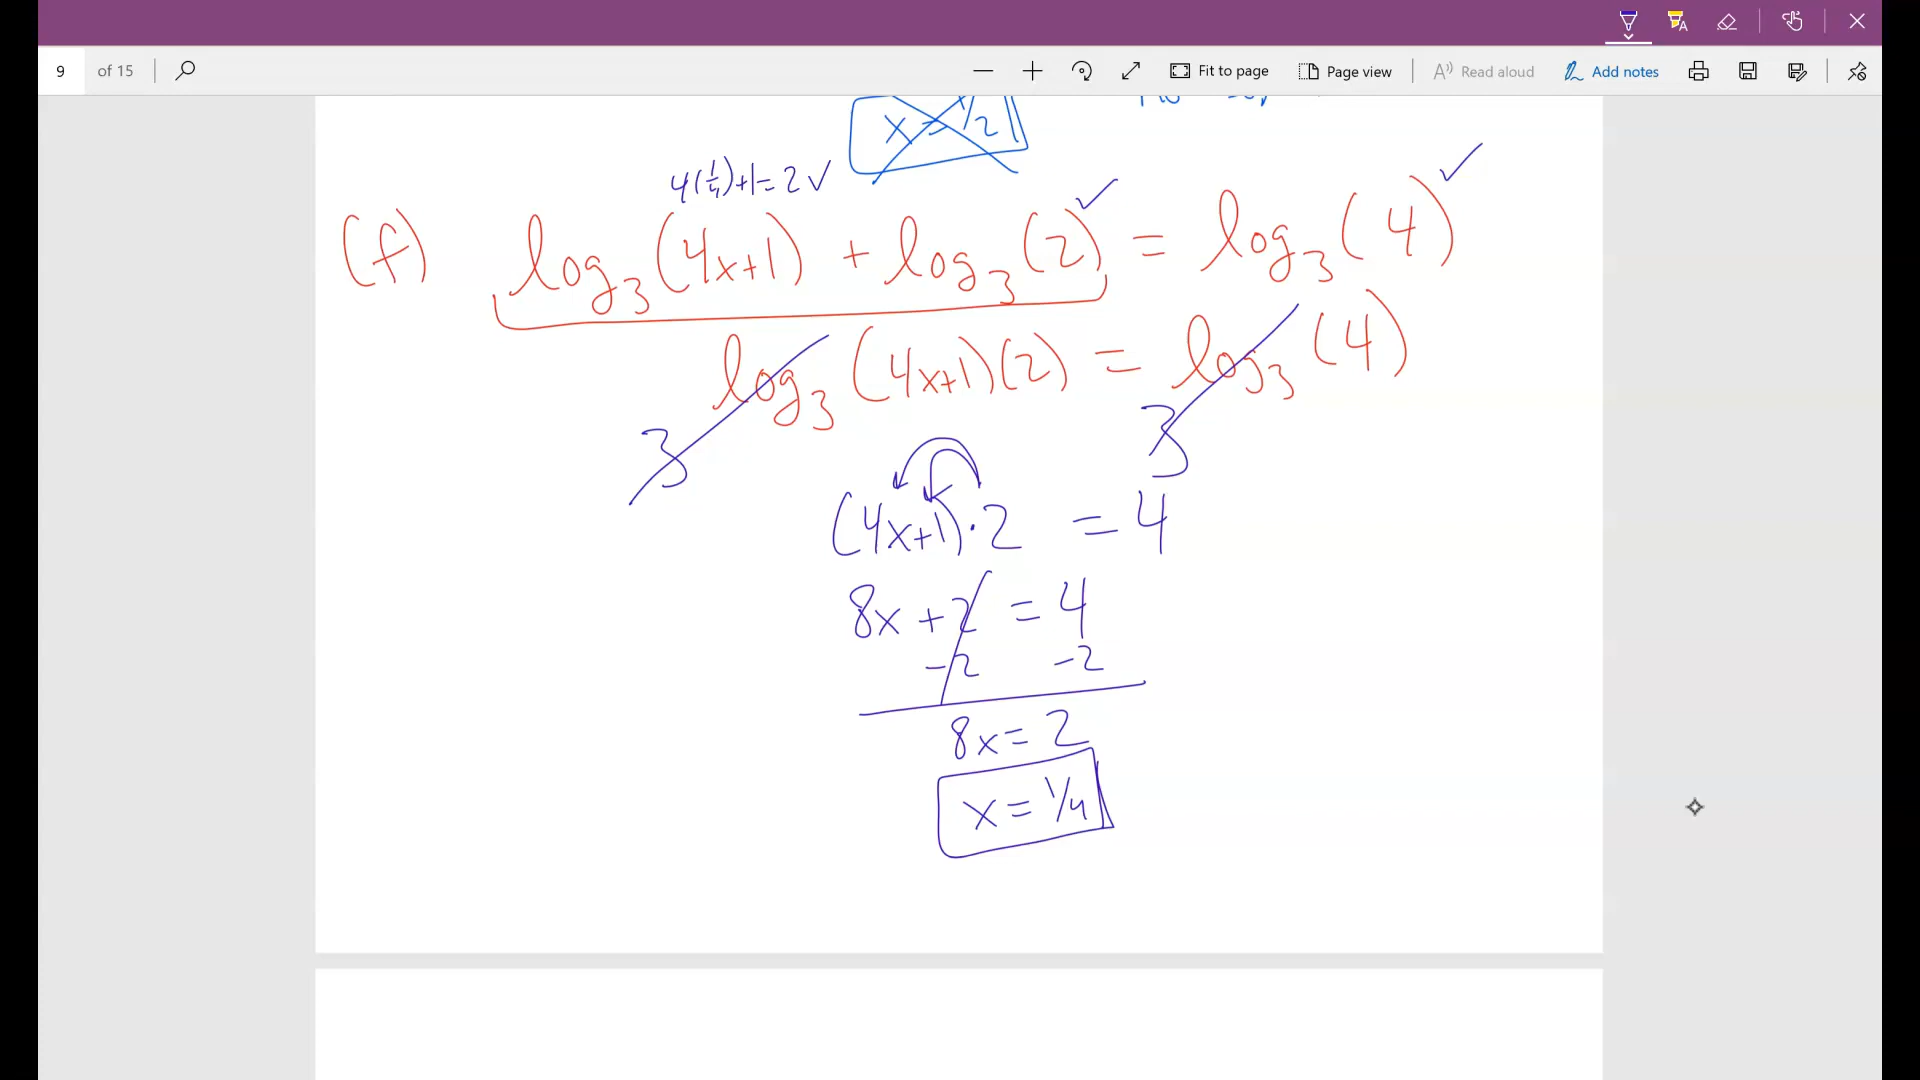 9 of 15 Fit to page Page view Read aloud Add notes
x = 1/2
4(1/4)+1=2 ✓
(f) log₃(4x+1) + log₃(2) = log₃(4)
log₃(4x+1)(2) = log₃(4)
3 3
(4x+1)·2 = 4
8x + 2 = 4
-2 -2
8x = 2
x = 1/4